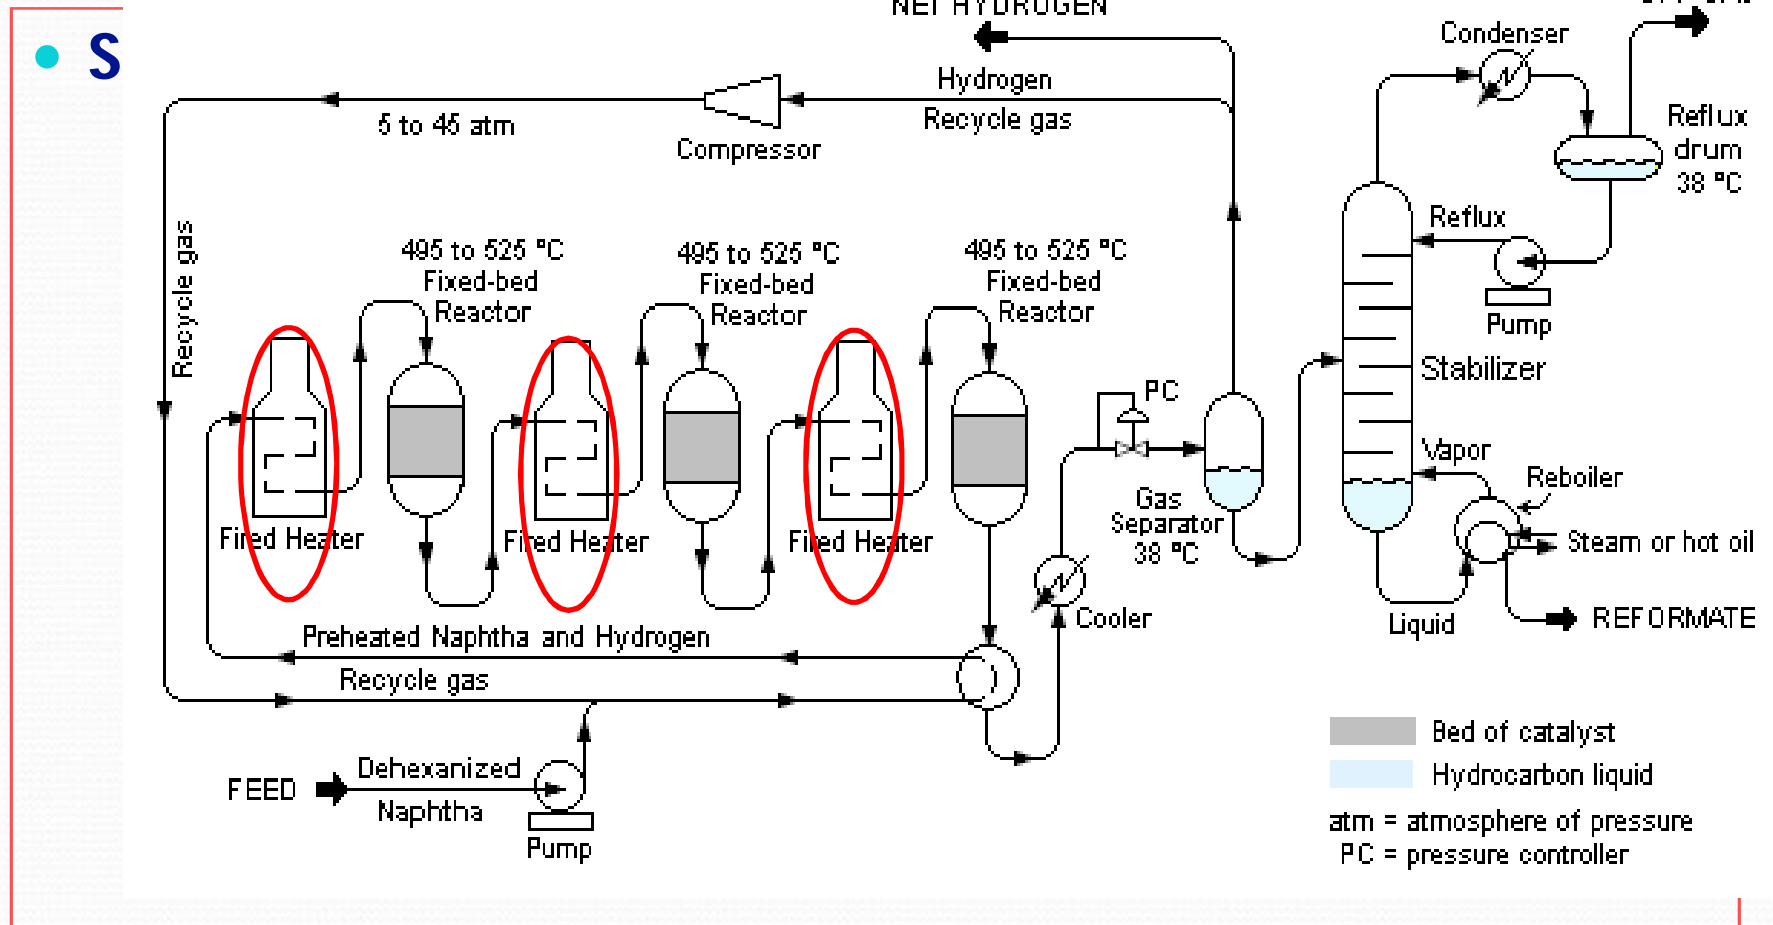 NET HYDROGEN
• S
Condenser
Hydrogen
Recycle gas
5 to 45 atm
Compressor
Reflux
drum
38 °C
Recycle gas
Reflux
Pump
495 to 525 °C
Fixed-bed
Reactor
495 to 525 °C
Fixed-bed
Reactor
495 to 525 °C
Fixed-bed
Reactor
Stabilizer
PC
Vapor
Reboiler
Gas
Separator
38 °C
Fired Heater
Fired Heater
Fired Heater
Steam or hot oil
Cooler
Liquid
REFORMATE
Preheated Naphtha and Hydrogen
Recycle gas
FEED
Dehexanized
Naphtha
Pump
Bed of catalyst
Hydrocarbon liquid
atm = atmosphere of pressure
PC = pressure controller